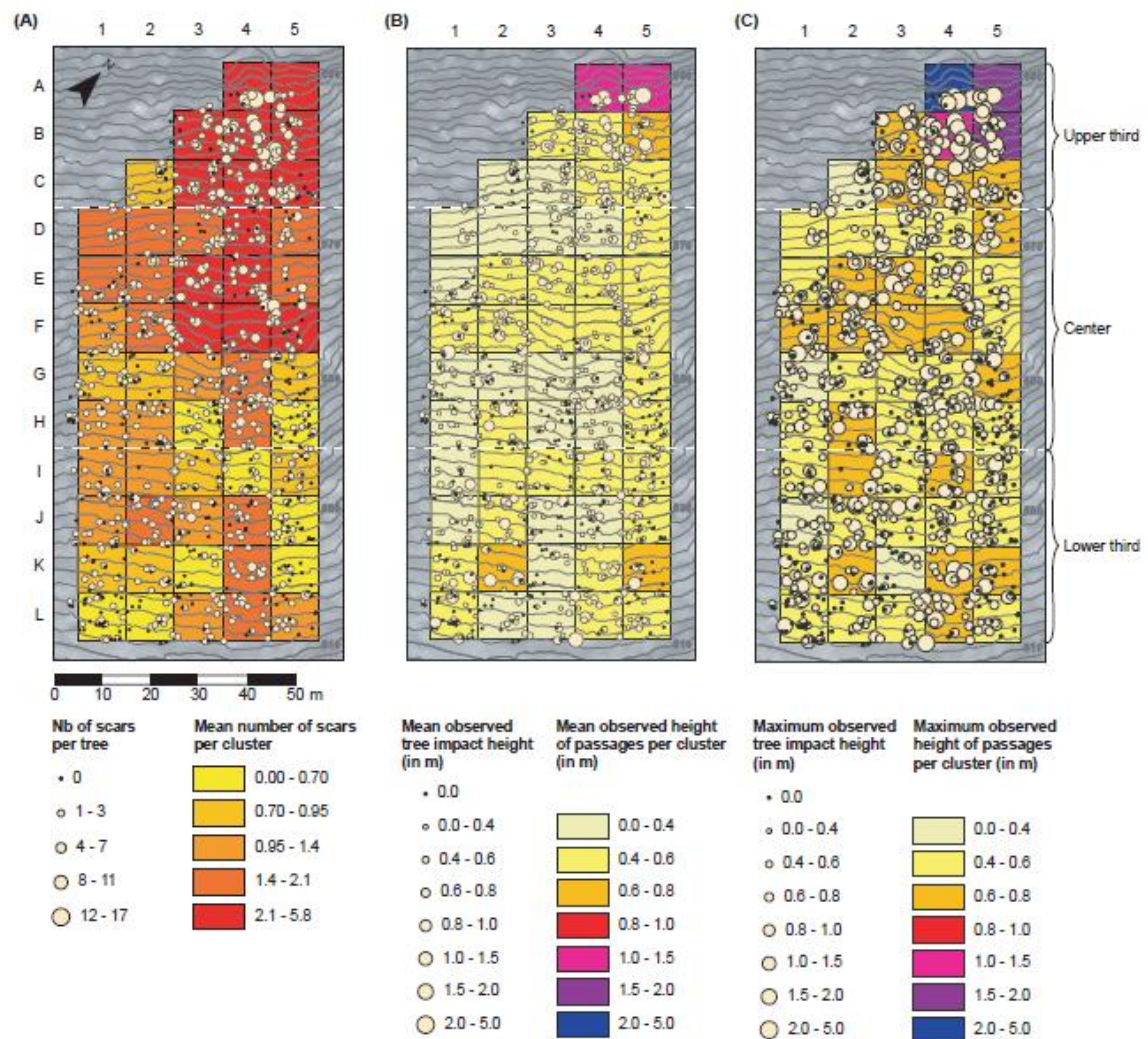 (A)
(B)
(C)
1 2 3 4 5
1 2 3 4 5
1 2 3 4 5
N
A
B
C
D
E
F
G
H
I
J
K
L
Upper third
Center
Lower third
0 10 20 30 40 50 m
Nb of scars
per tree
0
1 - 3
4 - 7
8 - 11
12 - 17
Mean number of scars
per cluster
0.00 - 0.70
0.70 - 0.95
0.95 - 1.4
1.4 - 2.1
2.1 - 5.8
Mean observed
tree impact height
(in m)
0.0
0.0 - 0.4
0.4 - 0.6
0.6 - 0.8
0.8 - 1.0
1.0 - 1.5
1.5 - 2.0
2.0 - 5.0
Mean observed height
of passages per cluster
(in m)
0.0 - 0.4
0.4 - 0.6
0.6 - 0.8
0.8 - 1.0
1.0 - 1.5
1.5 - 2.0
2.0 - 5.0
Maximum observed
tree impact height
(in m)
0.0
0.0 - 0.4
0.4 - 0.6
0.6 - 0.8
0.8 - 1.0
1.0 - 1.5
1.5 - 2.0
2.0 - 5.0
Maximum observed
height of passages
per cluster (in m)
0.0 - 0.4
0.4 - 0.6
0.6 - 0.8
0.8 - 1.0
1.0 - 1.5
1.5 - 2.0
2.0 - 5.0